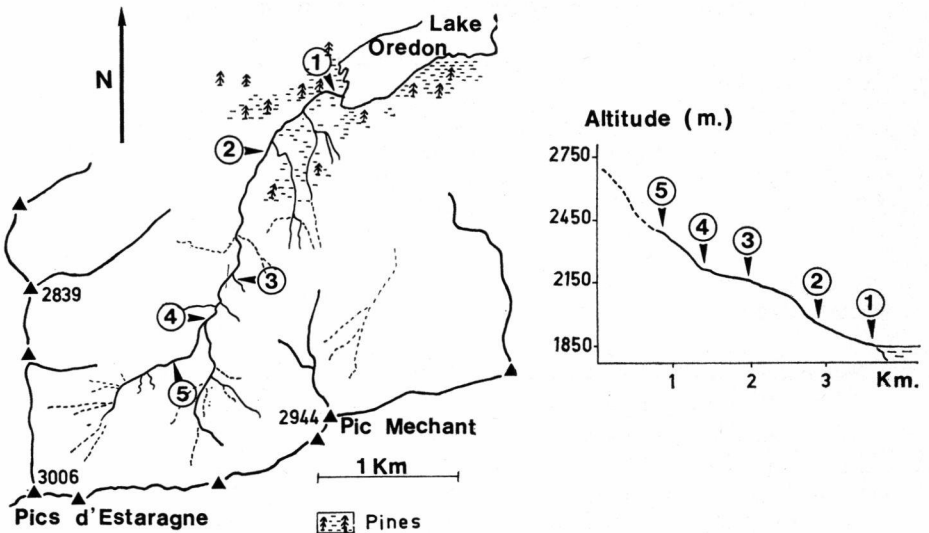 Lake
Oredon
N
1
2
3
4
5
2839
2944
Pic Mechant
3006
Pics d'Estaragne
1 Km
Pines
Altitude (m.)
2750
2450
2150
1850
5
4
3
2
1
1
2
3
Km.